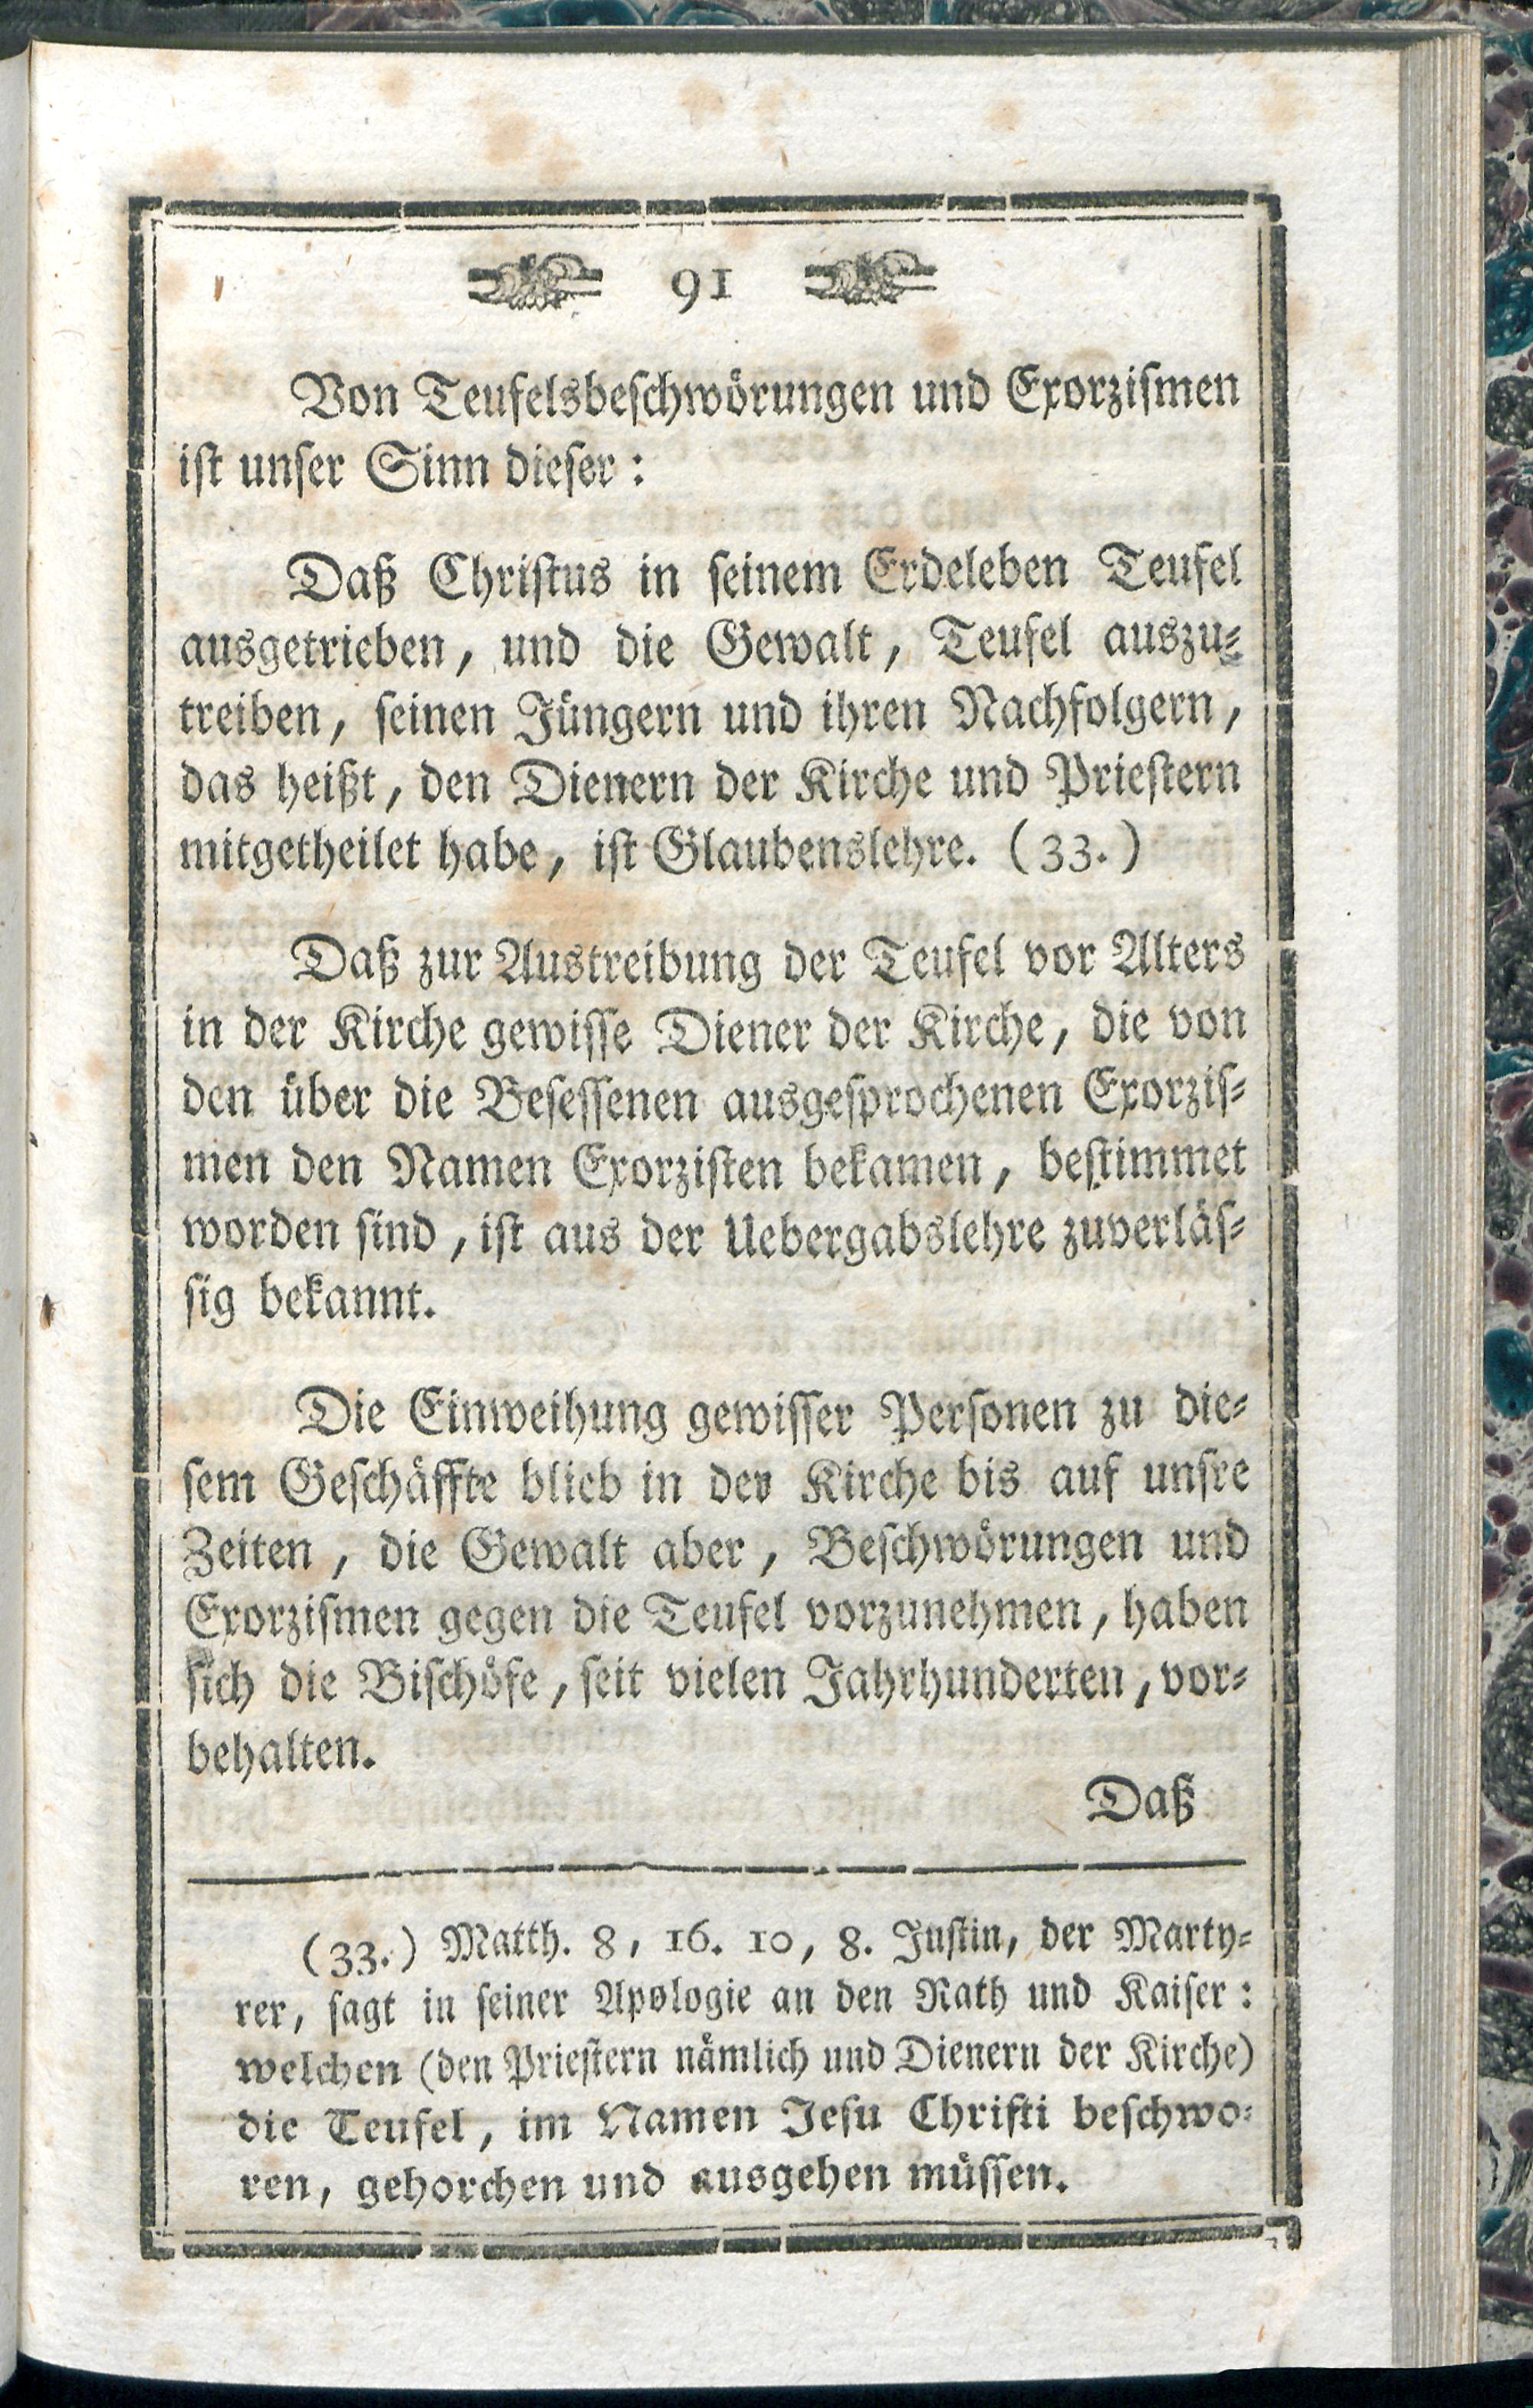 91
Von Teufelsbeschwörungen und Exorzismen
ist unser Sinn dieser:
Daß Christus in seinem Erdeleben Teufel
ausgetrieben, und die Gewalt, Teufel auszu-
treiben, seinen Jüngern und ihren Nachfolgern,
das heißt, den Dienern der Kirche und Priestern
mitgetheilet habe, ist Glaubenslehre. (33.)
Daß zur Austreibung der Teufel vor Alters
in der Kirche gewisse Diener der Kirche, die von
den über die Besessenen ausgesprochenen Exorzis-
men den Namen Exorzisten bekamen, bestimmet
worden sind, ist aus der Uebergabslehre zuverläs-
sig bekannt.
Die Einweihung gewisser Personen zu die-
sem Geschäffte blieb in der Kirche bis auf unsre
Zeiten, die Gewalt aber, Beschwörungen und
Exorzismen gegen die Teufel vorzunehmen, haben
sich die Bischöfe, seit vielen Jahrhunderten, vor-
behalten.
Daß
(33.) Matth. 8, 16. 10, 8. Justin, der Marty-
rer, sagt in seiner Apologie an den Rath und Kaiser:
welchen (den Priestern nämlich und Dienern der Kirche)
die Teufel, im Namen Jesu Christi beschwo-
ren, gehorchen und ausgehen müssen.